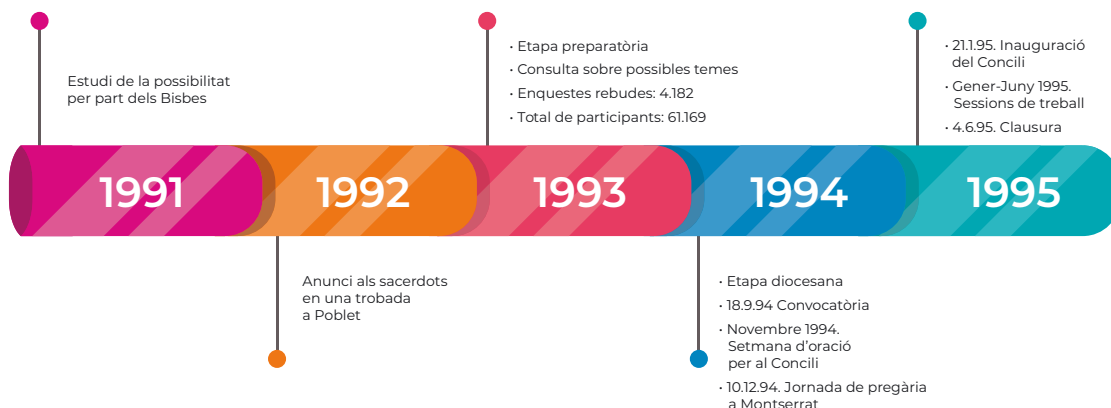 Estudi de la possibilitat
per part dels Bisbes
· Etapa preparatòria
· Consulta sobre possibles temes
· Enquestes rebudes: 4.182
· Total de participants: 61.169
· 21.1.95. Inauguració
del Concili
· Gener-Juny 1995.
Sessions de treball
· 4.6.95. Clausura
1991
1992
1993
1994
1995
Anunci als sacerdots
en una trobada
a Poblet
· Etapa diocesana
· 18.9.94 Convocatòria
· Novembre 1994.
Setmana d'oració
per al Concili
· 10.12.94. Jornada de pregària
a Montserrat